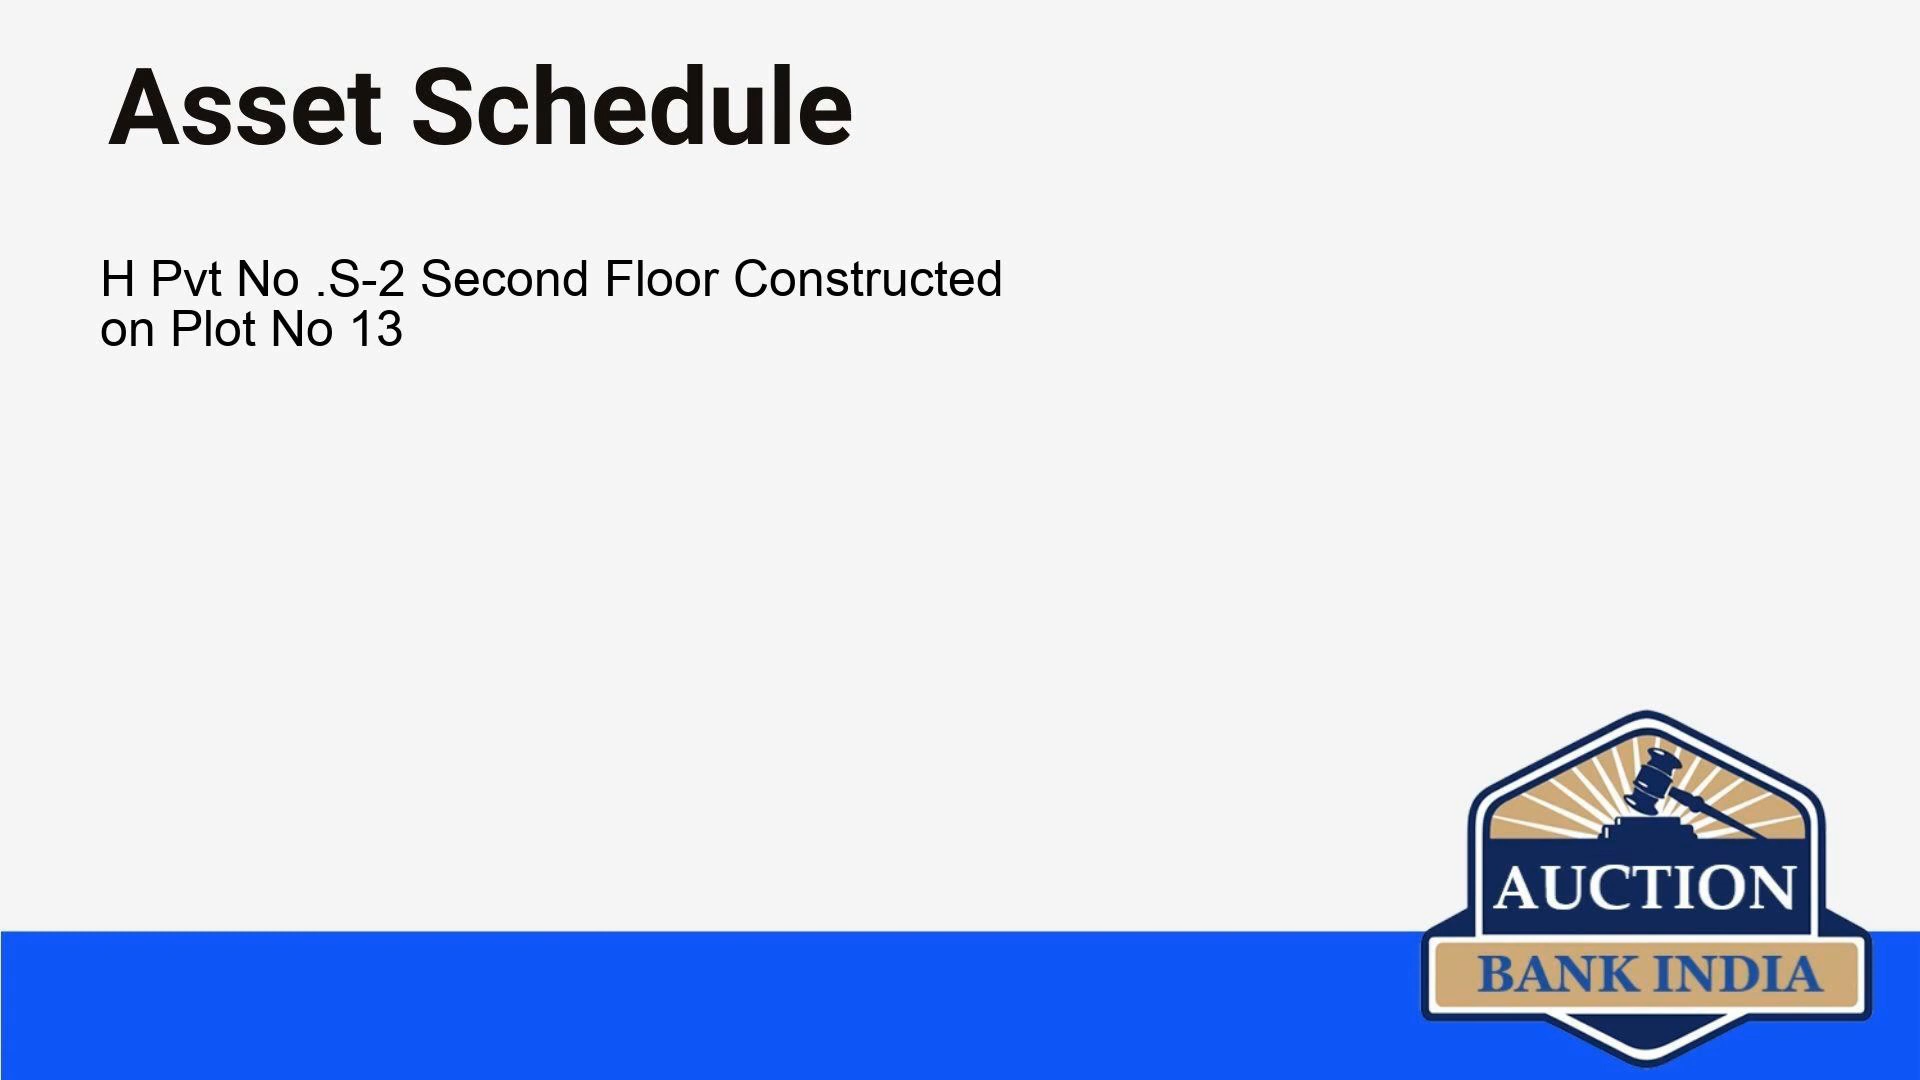 Asset Schedule
H Pvt No .S-2 Second Floor Constructed
on Plot No 13
AUCTION
BANK INDIA